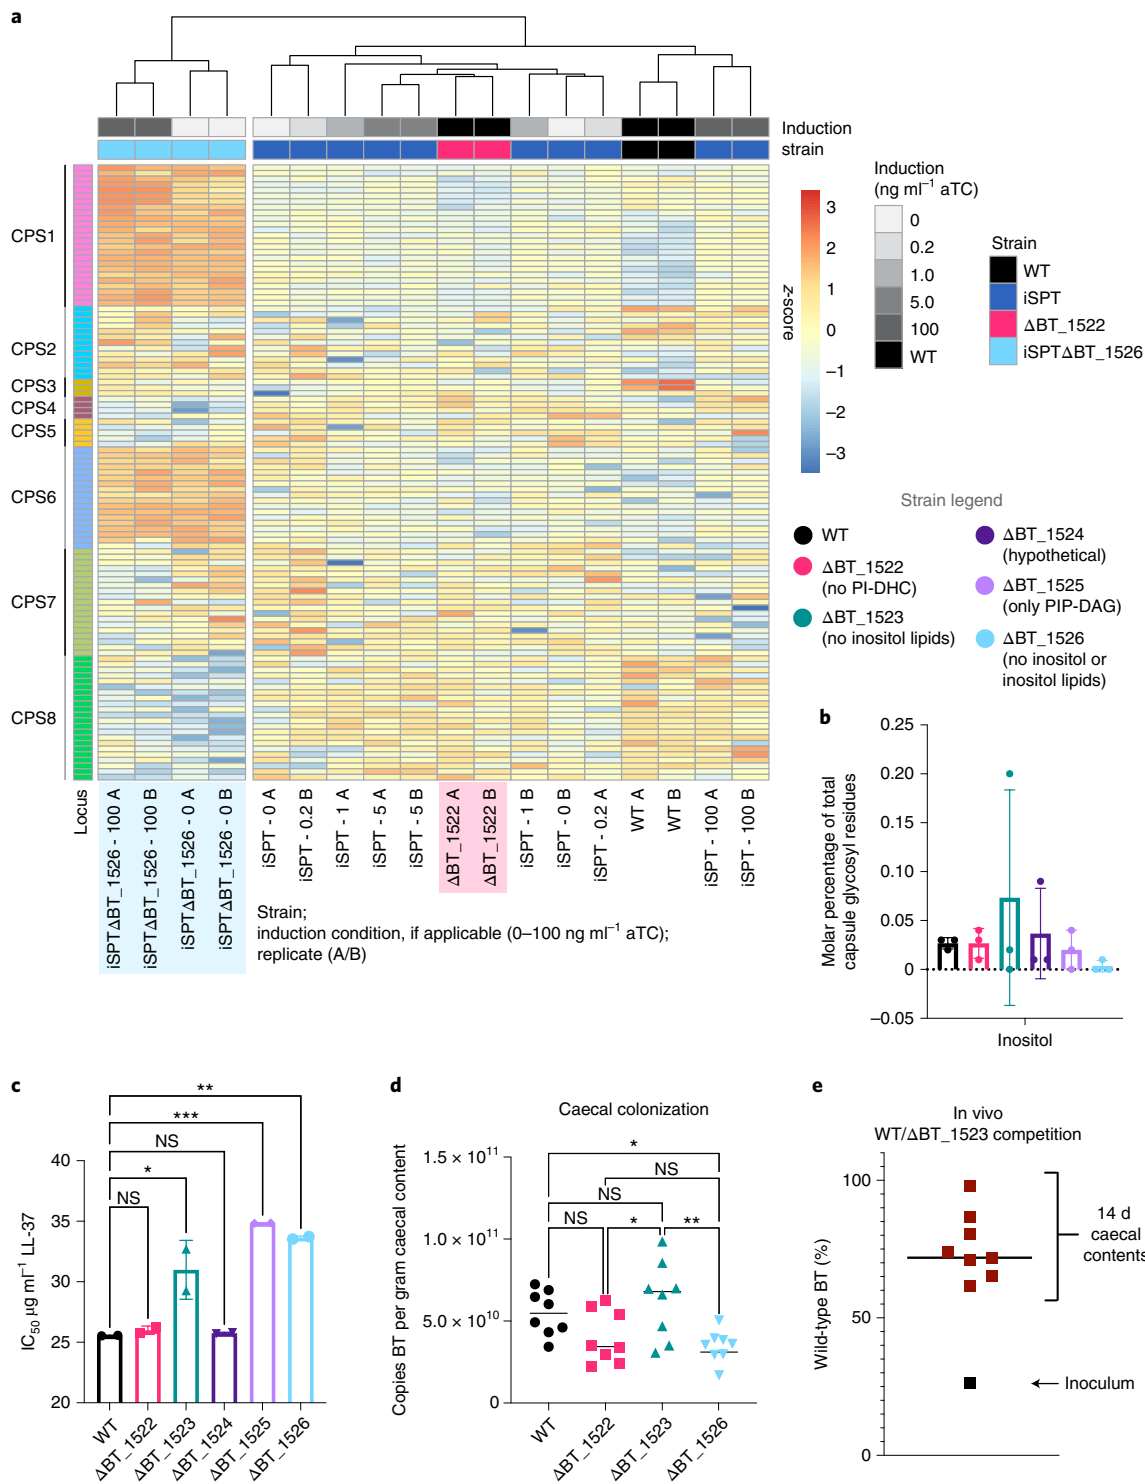 a
Induction
strain
CPS1
CPS2
CPS3
CPS4
CPS5
CPS6
CPS7
CPS8
Locus
iSPTΔBT_1526 - 100 A
iSPTΔBT_1526 - 100 B
iSPTΔBT_1526 - 0 A
iSPTΔBT_1526 - 0 B
iSPT - 0 A
iSPT - 0.2 B
iSPT - 1 A
iSPT - 5 A
iSPT - 5 B
ΔBT_1522 A
ΔBT_1522 B
iSPT - 1 B
iSPT - 0 B
iSPT - 0.2 A
WT A
WT B
iSPT - 100 A
iSPT - 100 B
Strain;
induction condition, if applicable (0–100 ng ml⁻¹ aTC);
replicate (A/B)
3
2
1
0
–1
–2
–3
z-score
Induction
(ng ml⁻¹ aTC)
0
0.2
1.0
5.0
100
WT
Strain
WT
iSPT
ΔBT_1522
iSPTΔBT_1526
Strain legend
WT
ΔBT_1522
(no PI-DHC)
ΔBT_1523
(no inositol lipids)
ΔBT_1524
(hypothetical)
ΔBT_1525
(only PIP-DAG)
ΔBT_1526
(no inositol or
inositol lipids)
b
Molar percentage of total
capsule glycosyl residues
0.25
0.20
0.15
0.10
0.05
0
–0.05
Inositol
c
IC₅₀ μg ml⁻¹ LL-37
40
35
30
25
20
**
***
NS
*
NS
WT
ΔBT_1522
ΔBT_1523
ΔBT_1524
ΔBT_1525
ΔBT_1526
d
Caecal colonization
Copies BT per gram caecal content
1.5 × 10¹¹
1.0 × 10¹¹
5.0 × 10¹⁰
0
*
NS
NS
NS
*
**
WT
ΔBT_1522
ΔBT_1523
ΔBT_1526
e
In vivo
WT/ΔBT_1523 competition
Wild-type BT (%)
100
50
0
14 d
caecal
contents
Inoculum